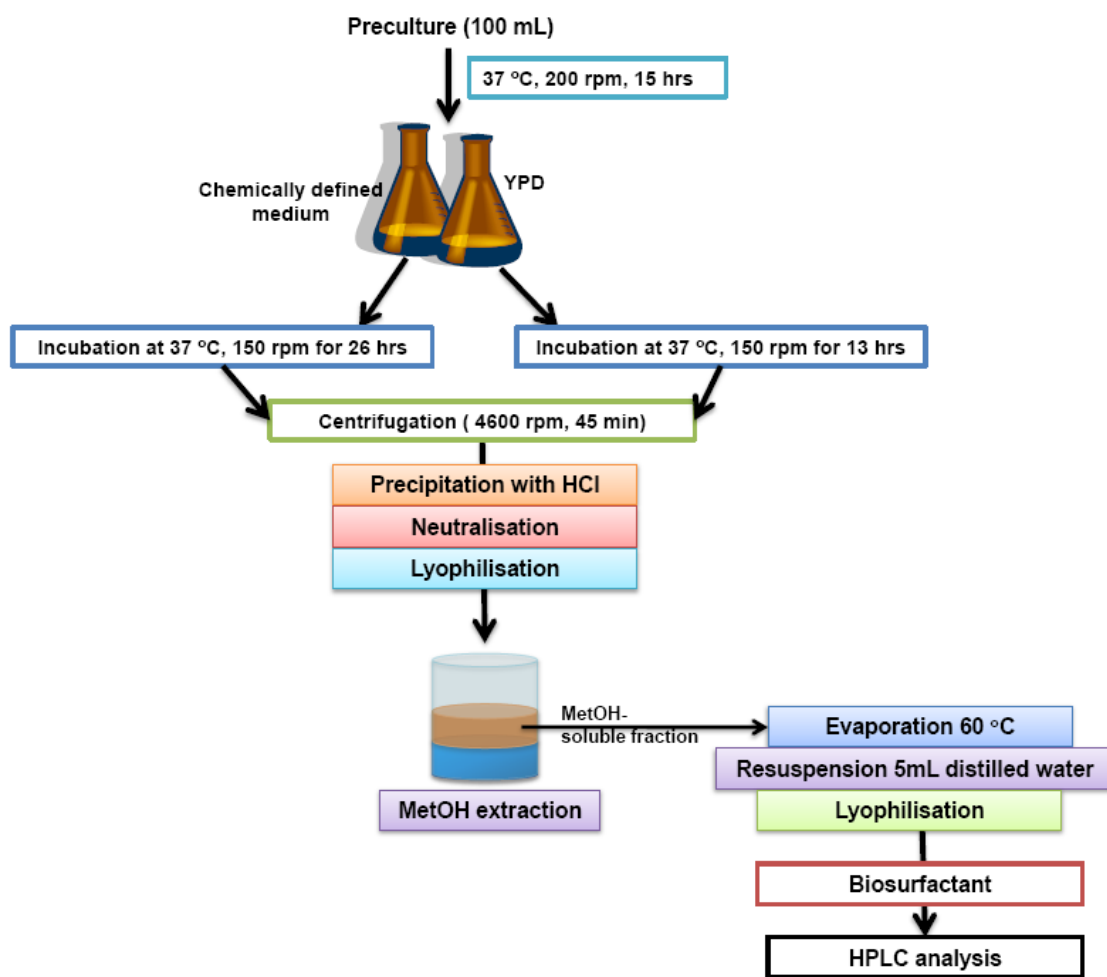 Preculture (100 mL)
37 °C, 200 rpm, 15 hrs
Chemically defined
medium
YPD
Incubation at 37 °C, 150 rpm for 26 hrs
Incubation at 37 °C, 150 rpm for 13 hrs
Centrifugation ( 4600 rpm, 45 min)
Precipitation with HCl
Neutralisation
Lyophilisation
MetOH-
soluble fraction
MetOH extraction
Evaporation 60 °C
Resuspension 5mL distilled water
Lyophilisation
Biosurfactant
HPLC analysis